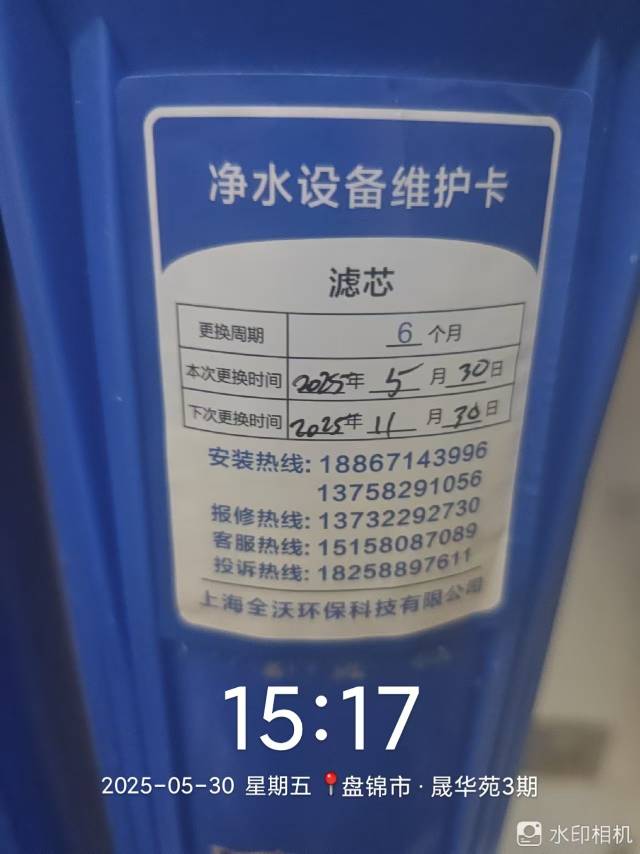 净水设备维护卡
滤芯
更换周期 6 个月
本次更换时间 2025年 5 月 30 日
下次更换时间 2025年 11 月 30 日
安装热线: 18867143996
13758291056
报修热线: 13732292730
客服热线: 15158087089
投诉热线: 18258897611
上海全沃环保科技有限公司
15:17
2025-05-30 星期五 盘锦市·晟华苑3期
水印相机